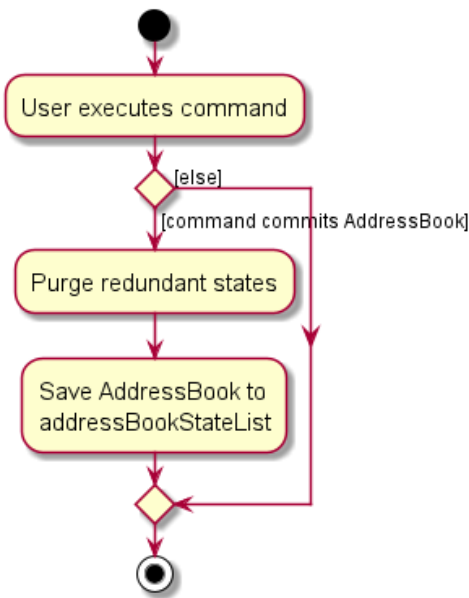 User executes command
[else]
[command commits AddressBook]
Purge redundant states
Save AddressBook to
addressBookStateList